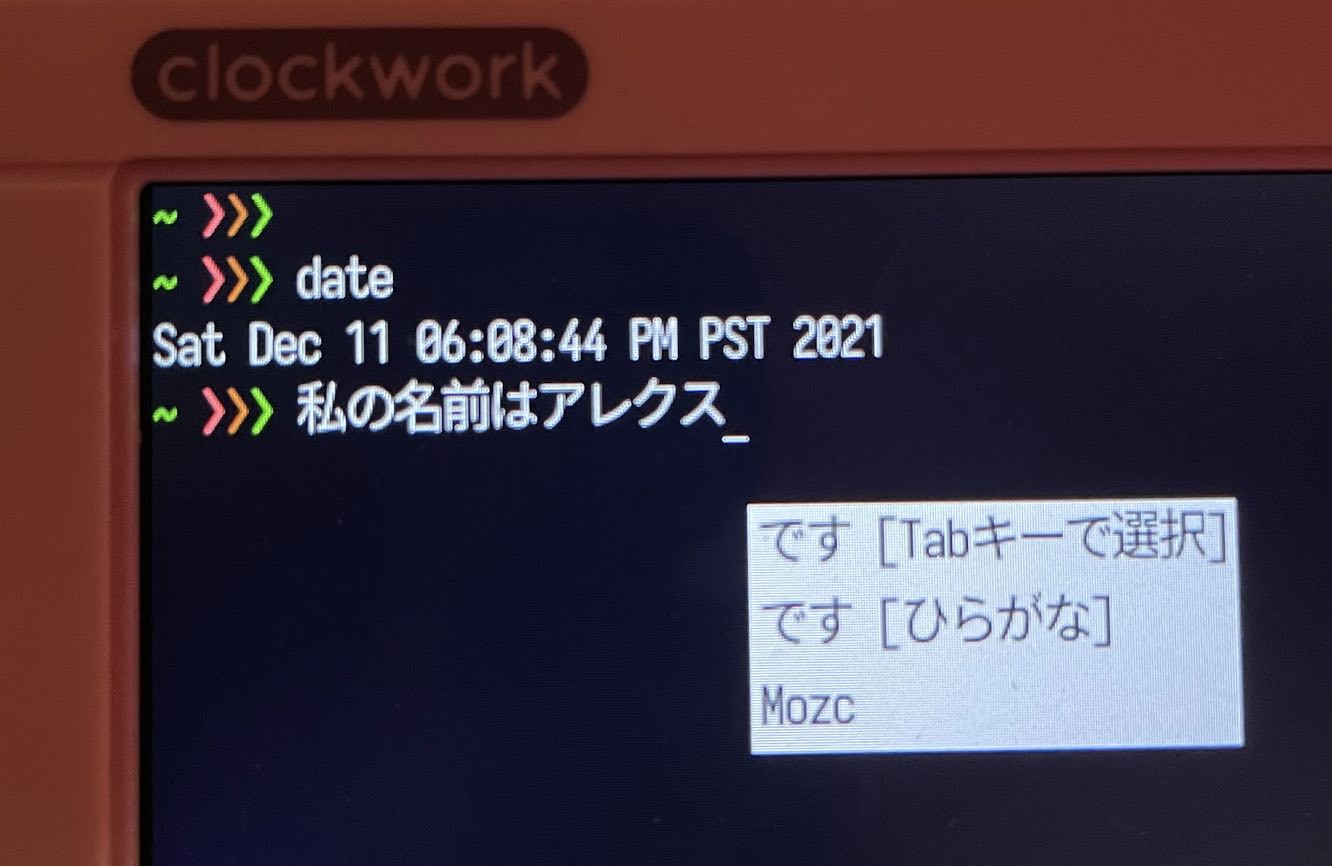 clockwork
~ ❯❯❯
~ ❯❯❯ date
Sat Dec 11 06:08:44 PM PST 2021
~ ❯❯❯ 私の名前はアレクス_
です [Tabキーで選択]
です [ひらがな]
Mozc